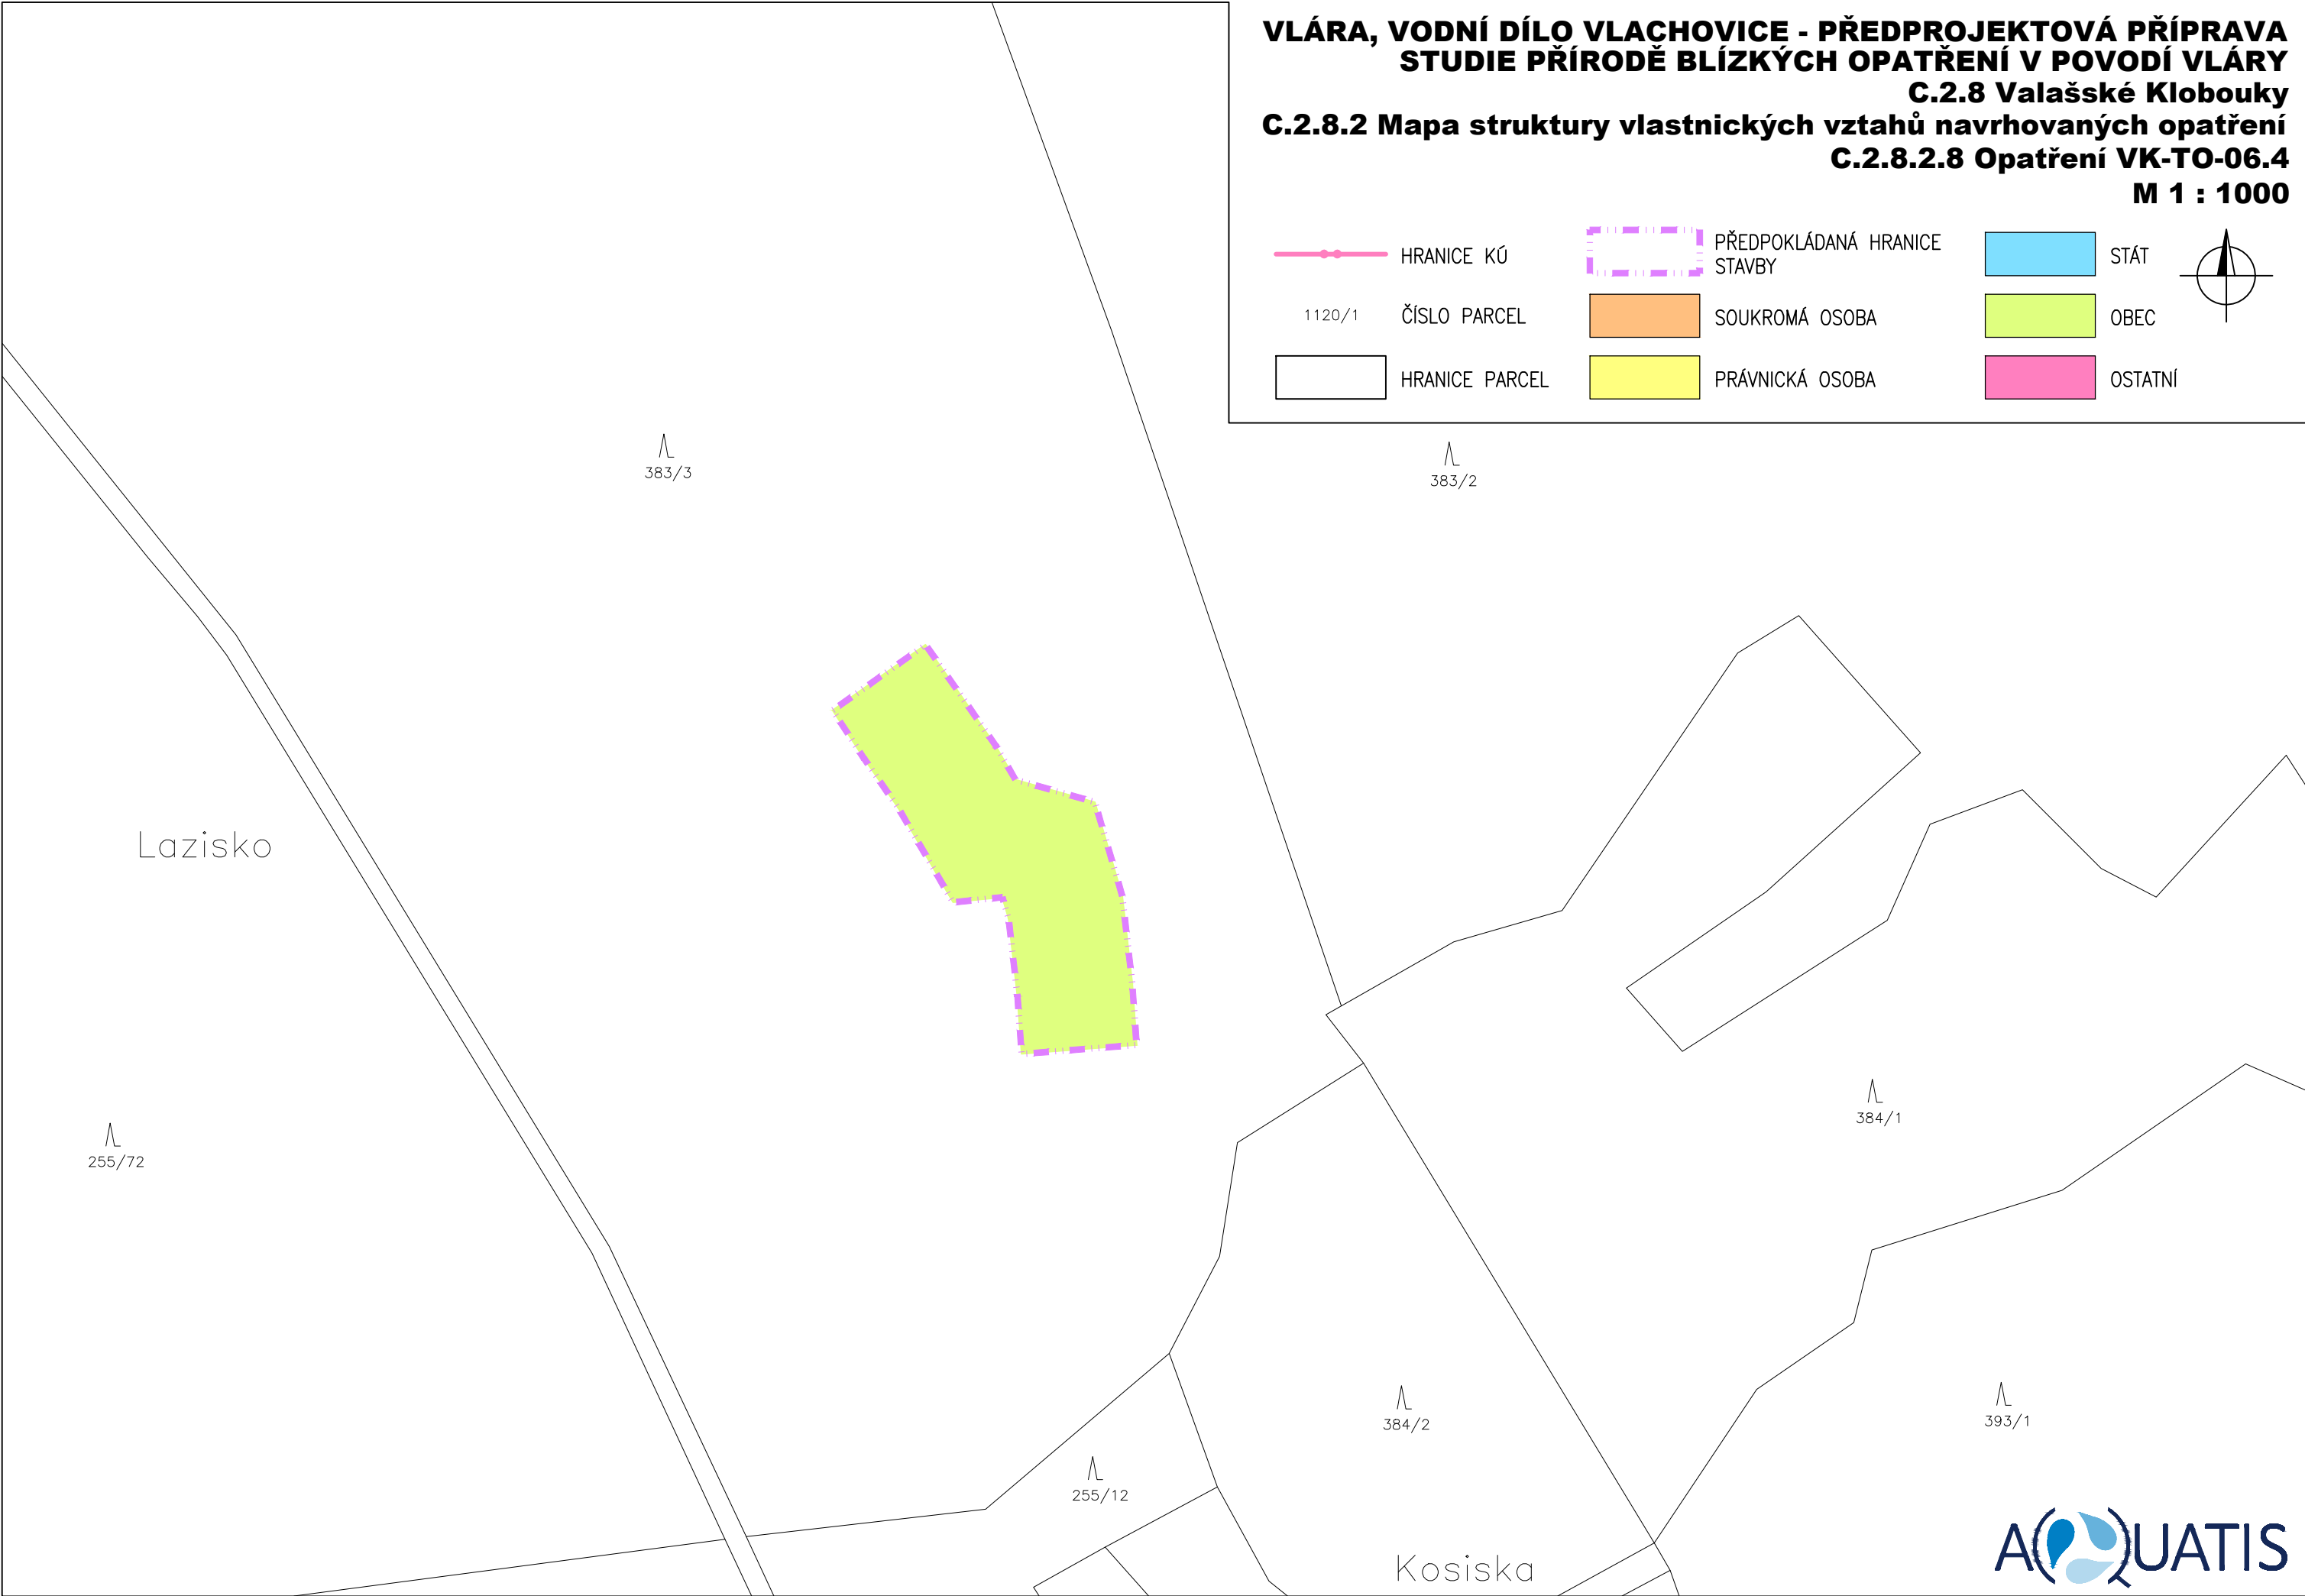 VLÁRA, VODNÍ DÍLO VLACHOVICE - PŘEDPROJEKTOVÁ PŘÍPRAVA
STUDIE PŘÍRODĚ BLÍZKÝCH OPATŘENÍ V POVODÍ VLÁRY
C.2.8 Valašské Klobouky
C.2.8.2 Mapa struktury vlastnických vztahů navrhovaných opatření
C.2.8.2.8 Opatření VK-TO-06.4
M 1 : 1000
HRANICE KÚ
PŘEDPOKLÁDANÁ HRANICE
STAVBY
STÁT
1120/1
ČÍSLO PARCEL
SOUKROMÁ OSOBA
OBEC
HRANICE PARCEL
PRÁVNICKÁ OSOBA
OSTATNÍ
383/3
383/2
Lazisko
384/1
255/72
384/2
393/1
255/12
Kosiska
AQUATIS